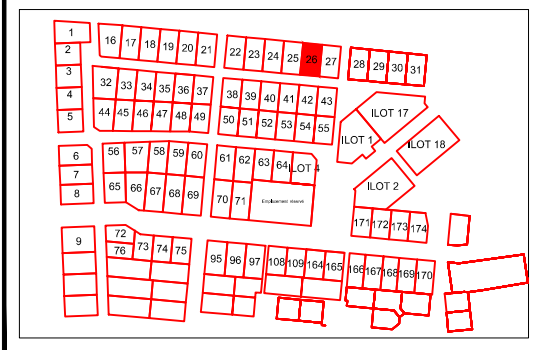 1
16 17 18 19 20 21
22 23 24 25 26 27
2
28 29 30 31
3
32 33 34 35 36 37
38 39 40 41 42 43
4
ILOT 17
5
44 45 46 47 48 49
50 51 52 53 54 55
ILOT 1
ILOT 18
6
56 57 58 59 60
61 62 63 64 ILOT 4
7
8
65 66 67 68 69
70 71
Emplacement réservé
ILOT 2
171 172 173 174
9
72
73 74 75
76
95 96 97
108 109 164 165
166 167 168 169 170